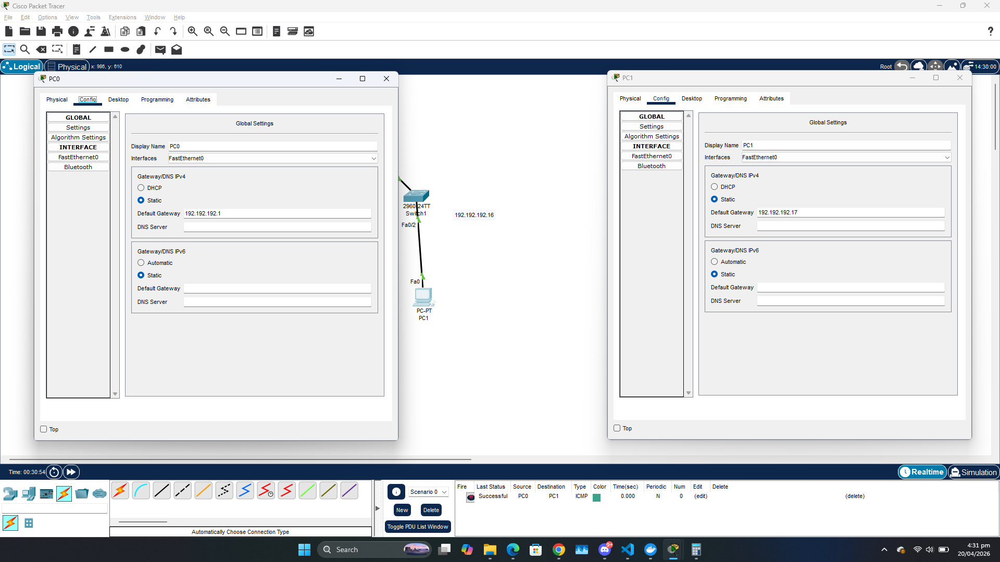 Cisco Packet Tracer
File Edit Options View Tools Extensions Window Help
Logical Physical x: 986, y: 610 Root 14:30:00
PC0
Physical Config Desktop Programming Attributes
GLOBAL
Settings
Algorithm Settings
INTERFACE
FastEthernet0
Bluetooth
Global Settings
Display Name PC0
Interfaces FastEthernet0
Gateway/DNS IPv4
DHCP
Static
Default Gateway 192.192.192.1
DNS Server
Gateway/DNS IPv6
Automatic
Static
Default Gateway
DNS Server
Top
2960-24TT
Switch1
Fa0/2
192.192.192.16
Fa0
PC-PT
PC1
PC1
Physical Config Desktop Programming Attributes
GLOBAL
Settings
Algorithm Settings
INTERFACE
FastEthernet0
Bluetooth
Global Settings
Display Name PC1
Interfaces FastEthernet0
Gateway/DNS IPv4
DHCP
Static
Default Gateway 192.192.192.17
DNS Server
Gateway/DNS IPv6
Automatic
Static
Default Gateway
DNS Server
Top
Time: 00:30:54 Realtime Simulation
Automatically Choose Connection Type
Scenario 0
New Delete
Toggle PDU List Window
Fire Last Status Source Destination Type Color Time(sec) Periodic Num Edit Delete
Successful PC0 PC1 ICMP 0.000 N 0 (edit) (delete)
Search
9+
4:31 pm
20/04/2026